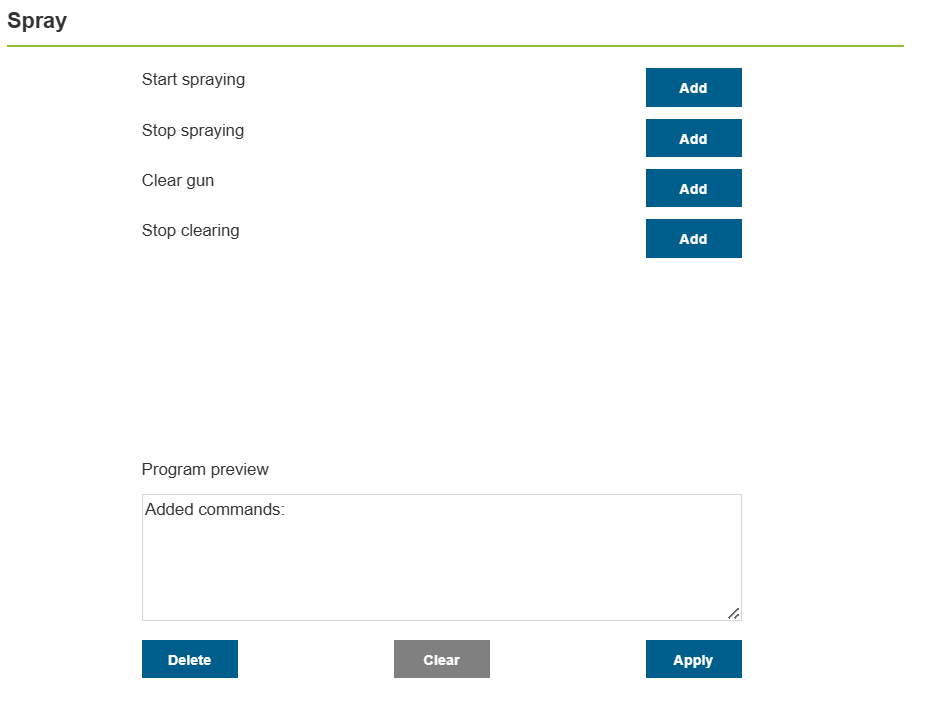 Spray
Start spraying Add
Stop spraying Add
Clear gun Add
Stop clearing Add
Program preview
Added commands:
Delete Clear Apply